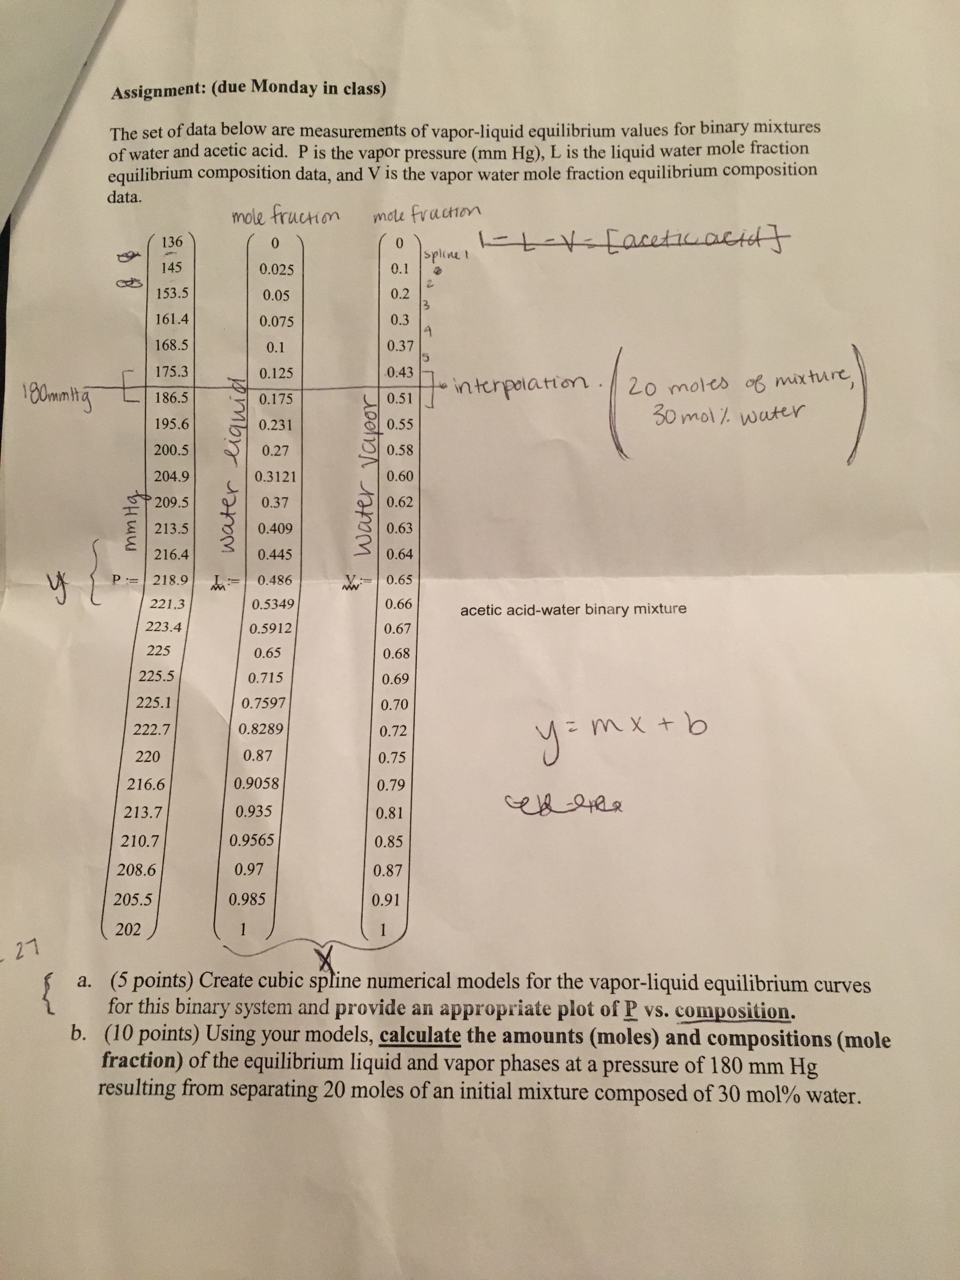 Assignment: (due Monday in class)
The set of data below are measurements of vapor-liquid equilibrium values for binary mixtures
of water and acetic acid. P is the vapor pressure (mm Hg), L is the liquid water mole fraction
equilibrium composition data, and V is the vapor water mole fraction equilibrium composition
data.
mole fraction mole fraction
1-L-V=[acetic acid]
136 0 0
spline 1
145 0.025 0.1
2
153.5 0.05 0.2
3
161.4 0.075 0.3
4
168.5 0.1 0.37
5
175.3 0.125 0.43
180mmHg
interpolation. (20 moles of mixture,
30 mol% water)
186.5 0.175 0.51
195.6 0.231 0.55
200.5 0.27 0.58
204.9 0.3121 0.60
209.5 0.37 0.62
213.5 0.409 0.63
216.4 0.445 0.64
mmHg
water liquid
water vapor
y {
P := 218.9 L := 0.486 V := 0.65
221.3 0.5349 0.66
acetic acid-water binary mixture
223.4 0.5912 0.67
225 0.65 0.68
225.5 0.715 0.69
225.1 0.7597 0.70
222.7 0.8289 0.72
y = mx + b
220 0.87 0.75
216.6 0.9058 0.79
213.7 0.935 0.81
210.7 0.9565 0.85
208.6 0.97 0.87
205.5 0.985 0.91
202 1 1
27
x
a. (5 points) Create cubic spline numerical models for the vapor-liquid equilibrium curves
for this binary system and provide an appropriate plot of P vs. composition.
b. (10 points) Using your models, calculate the amounts (moles) and compositions (mole
fraction) of the equilibrium liquid and vapor phases at a pressure of 180 mm Hg
resulting from separating 20 moles of an initial mixture composed of 30 mol% water.